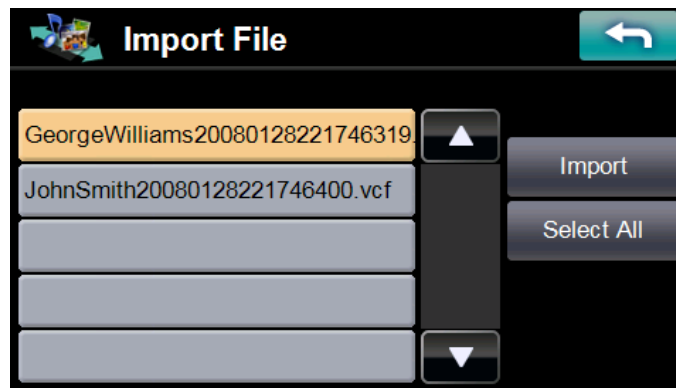 Import File
GeorgeWilliams20080128221746319.
JohnSmith20080128221746400.vcf
Import
Select All